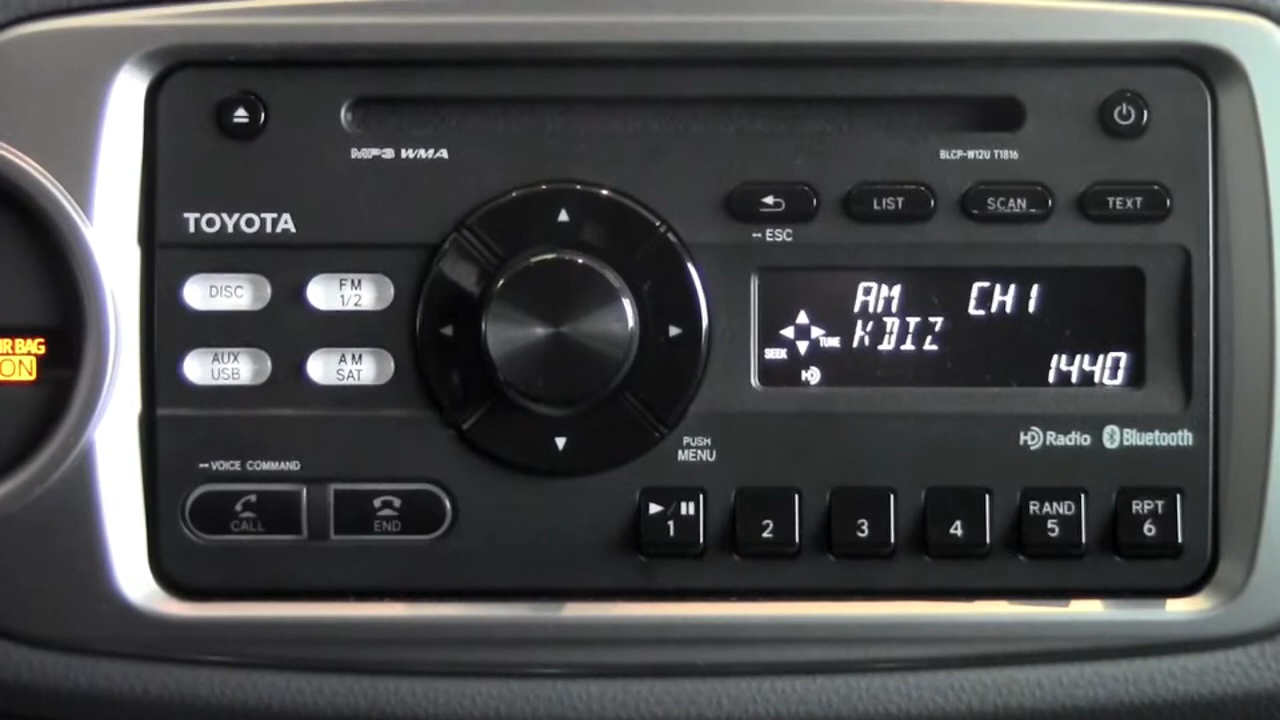 MP3 WMA
BLCP-W12U T1816
TOYOTA
LIST
SCAN
TEXT
ESC
DISC
FM
1/2
AUX
USB
AM
SAT
AM CH1
KDIZ
SEEK
TUNE
1440
HD
IR BAG
ON
HD Radio
Bluetooth
PUSH
MENU
VOICE COMMAND
CALL
END
1
2
3
4
RAND
5
RPT
6